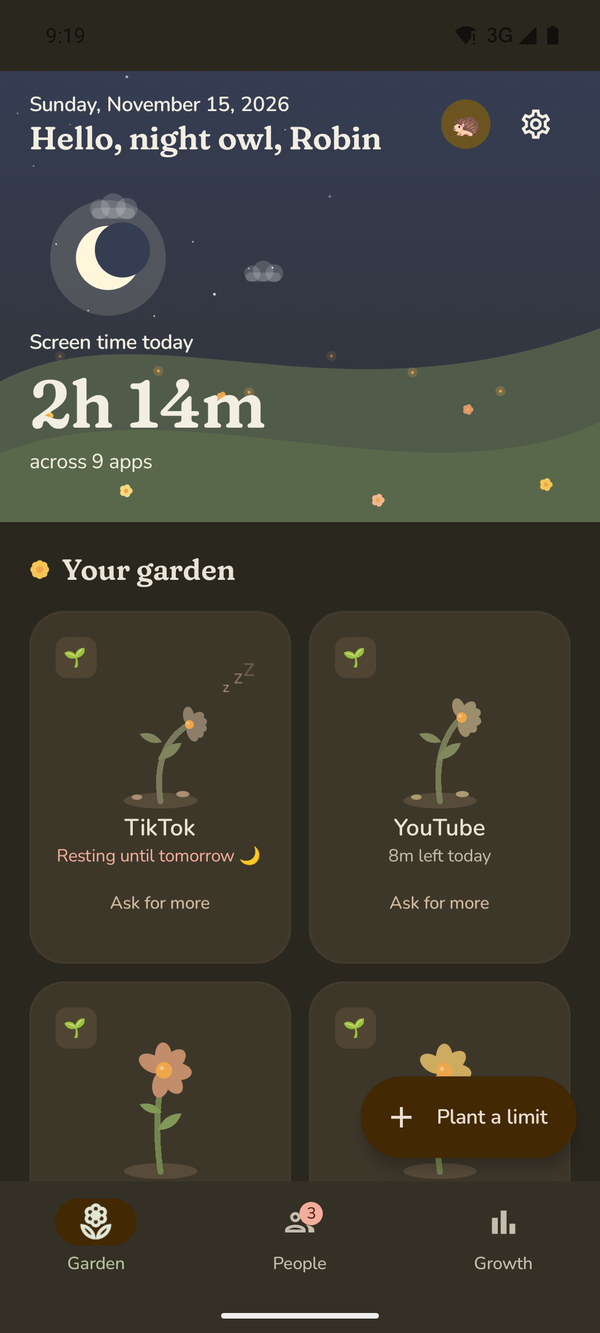 9:19
3G
Sunday, November 15, 2026
Hello, night owl, Robin
Screen time today
2h 14m
across 9 apps
Your garden
z z Z
TikTok
Resting until tomorrow 🌙
Ask for more
YouTube
8m left today
Ask for more
+ Plant a limit
Garden
3
People
Growth